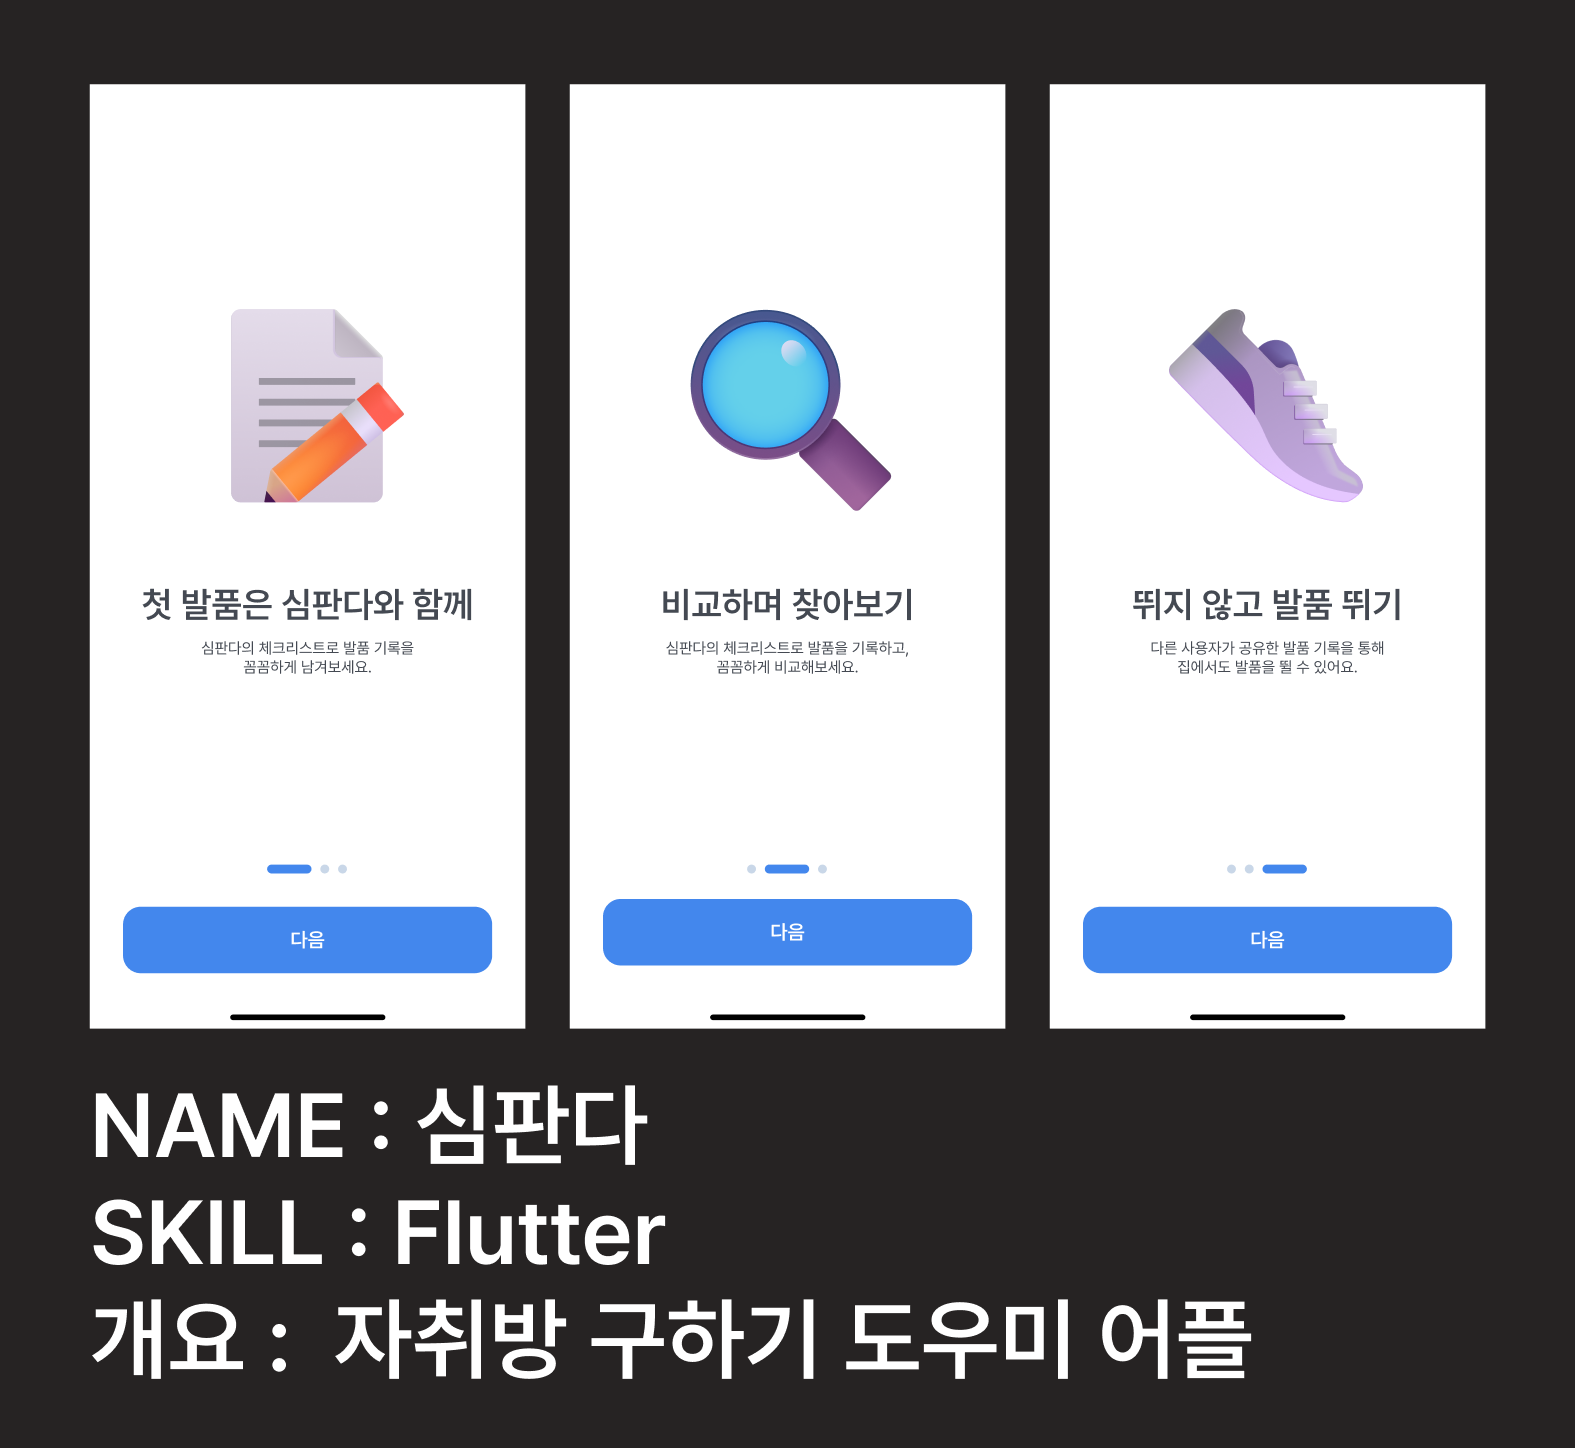 첫 발품은 심판다와 함께
심판다의 체크리스트로 발품 기록을
꼼꼼하게 남겨보세요.
다음
비교하며 찾아보기
심판다의 체크리스트로 발품을 기록하고,
꼼꼼하게 비교해보세요.
다음
뛰지 않고 발품 뛰기
다른 사용자가 공유한 발품 기록을 통해
집에서도 발품을 뛸 수 있어요.
다음
NAME : 심판다
SKILL : Flutter
개요 : 자취방 구하기 도우미 어플